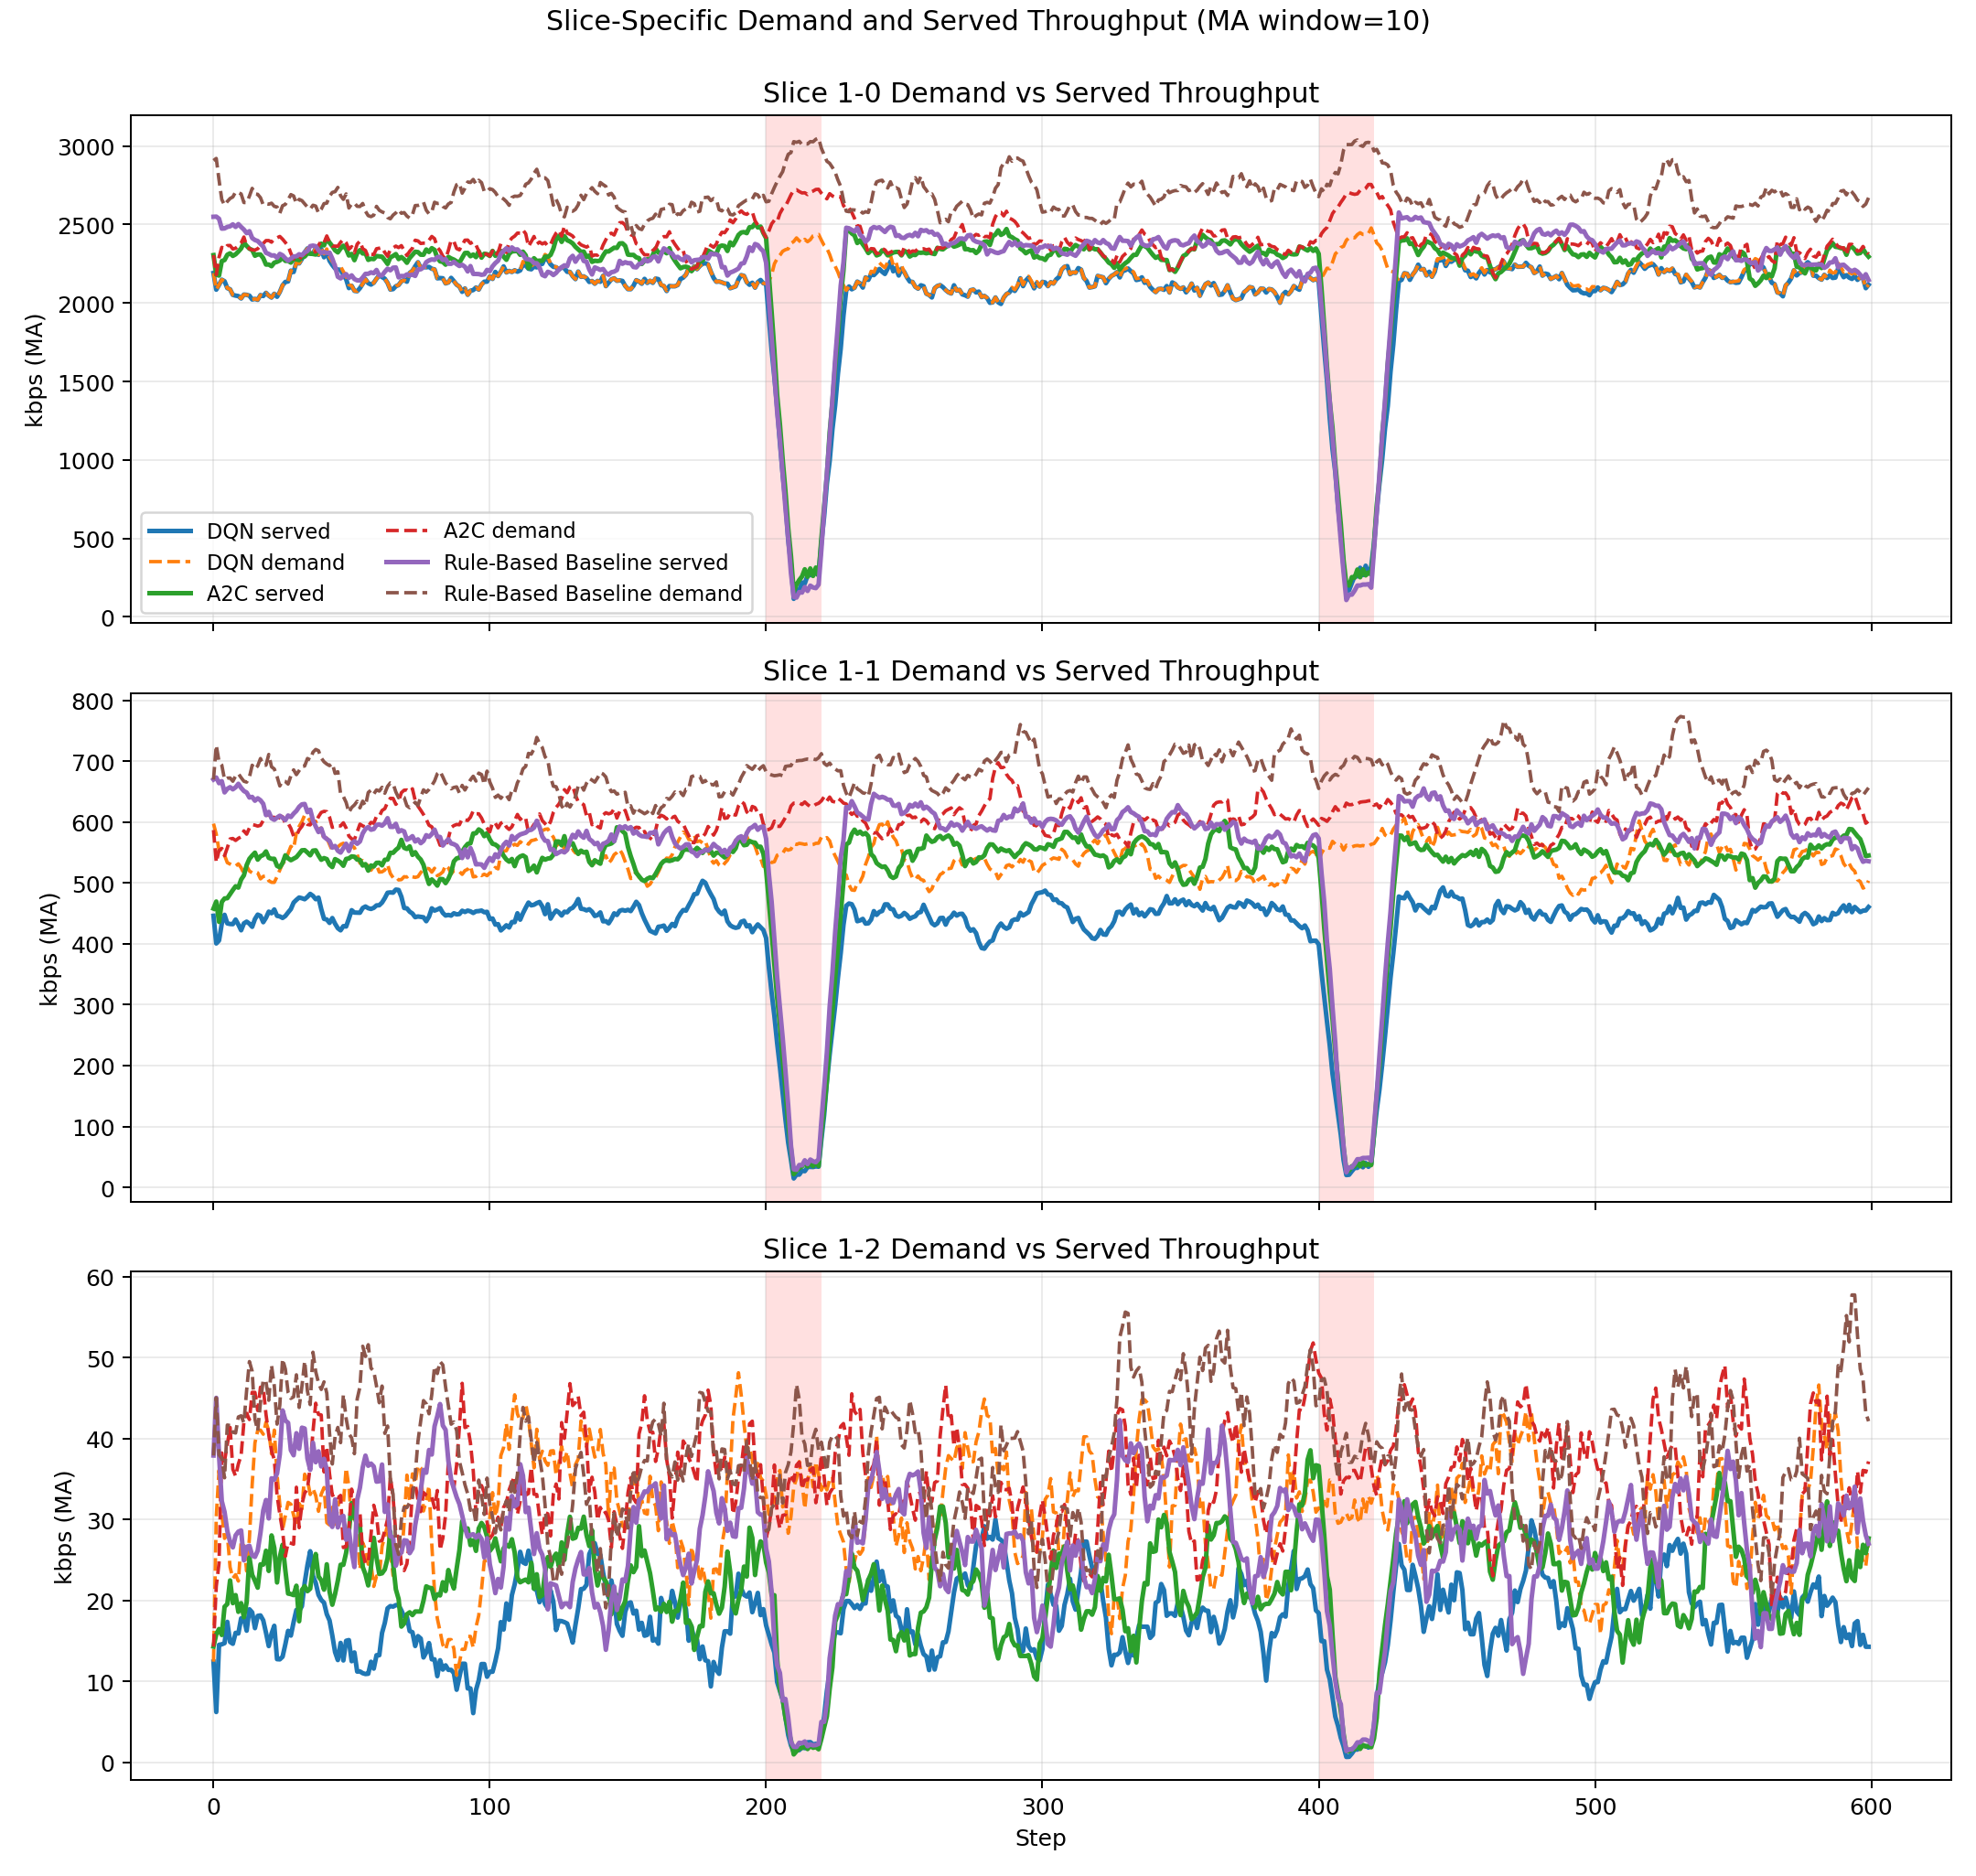 Slice-Specific Demand and Served Throughput (MA window=10)
Slice 1-0 Demand vs Served Throughput
3000
2500
2000
1500
1000
500
0
kbps (MA)
DQN served
DQN demand
A2C served
A2C demand
Rule-Based Baseline served
Rule-Based Baseline demand
Slice 1-1 Demand vs Served Throughput
800
700
600
500
400
300
200
100
0
kbps (MA)
Slice 1-2 Demand vs Served Throughput
60
50
40
30
20
10
0
kbps (MA)
0 100 200 300 400 500 600
Step